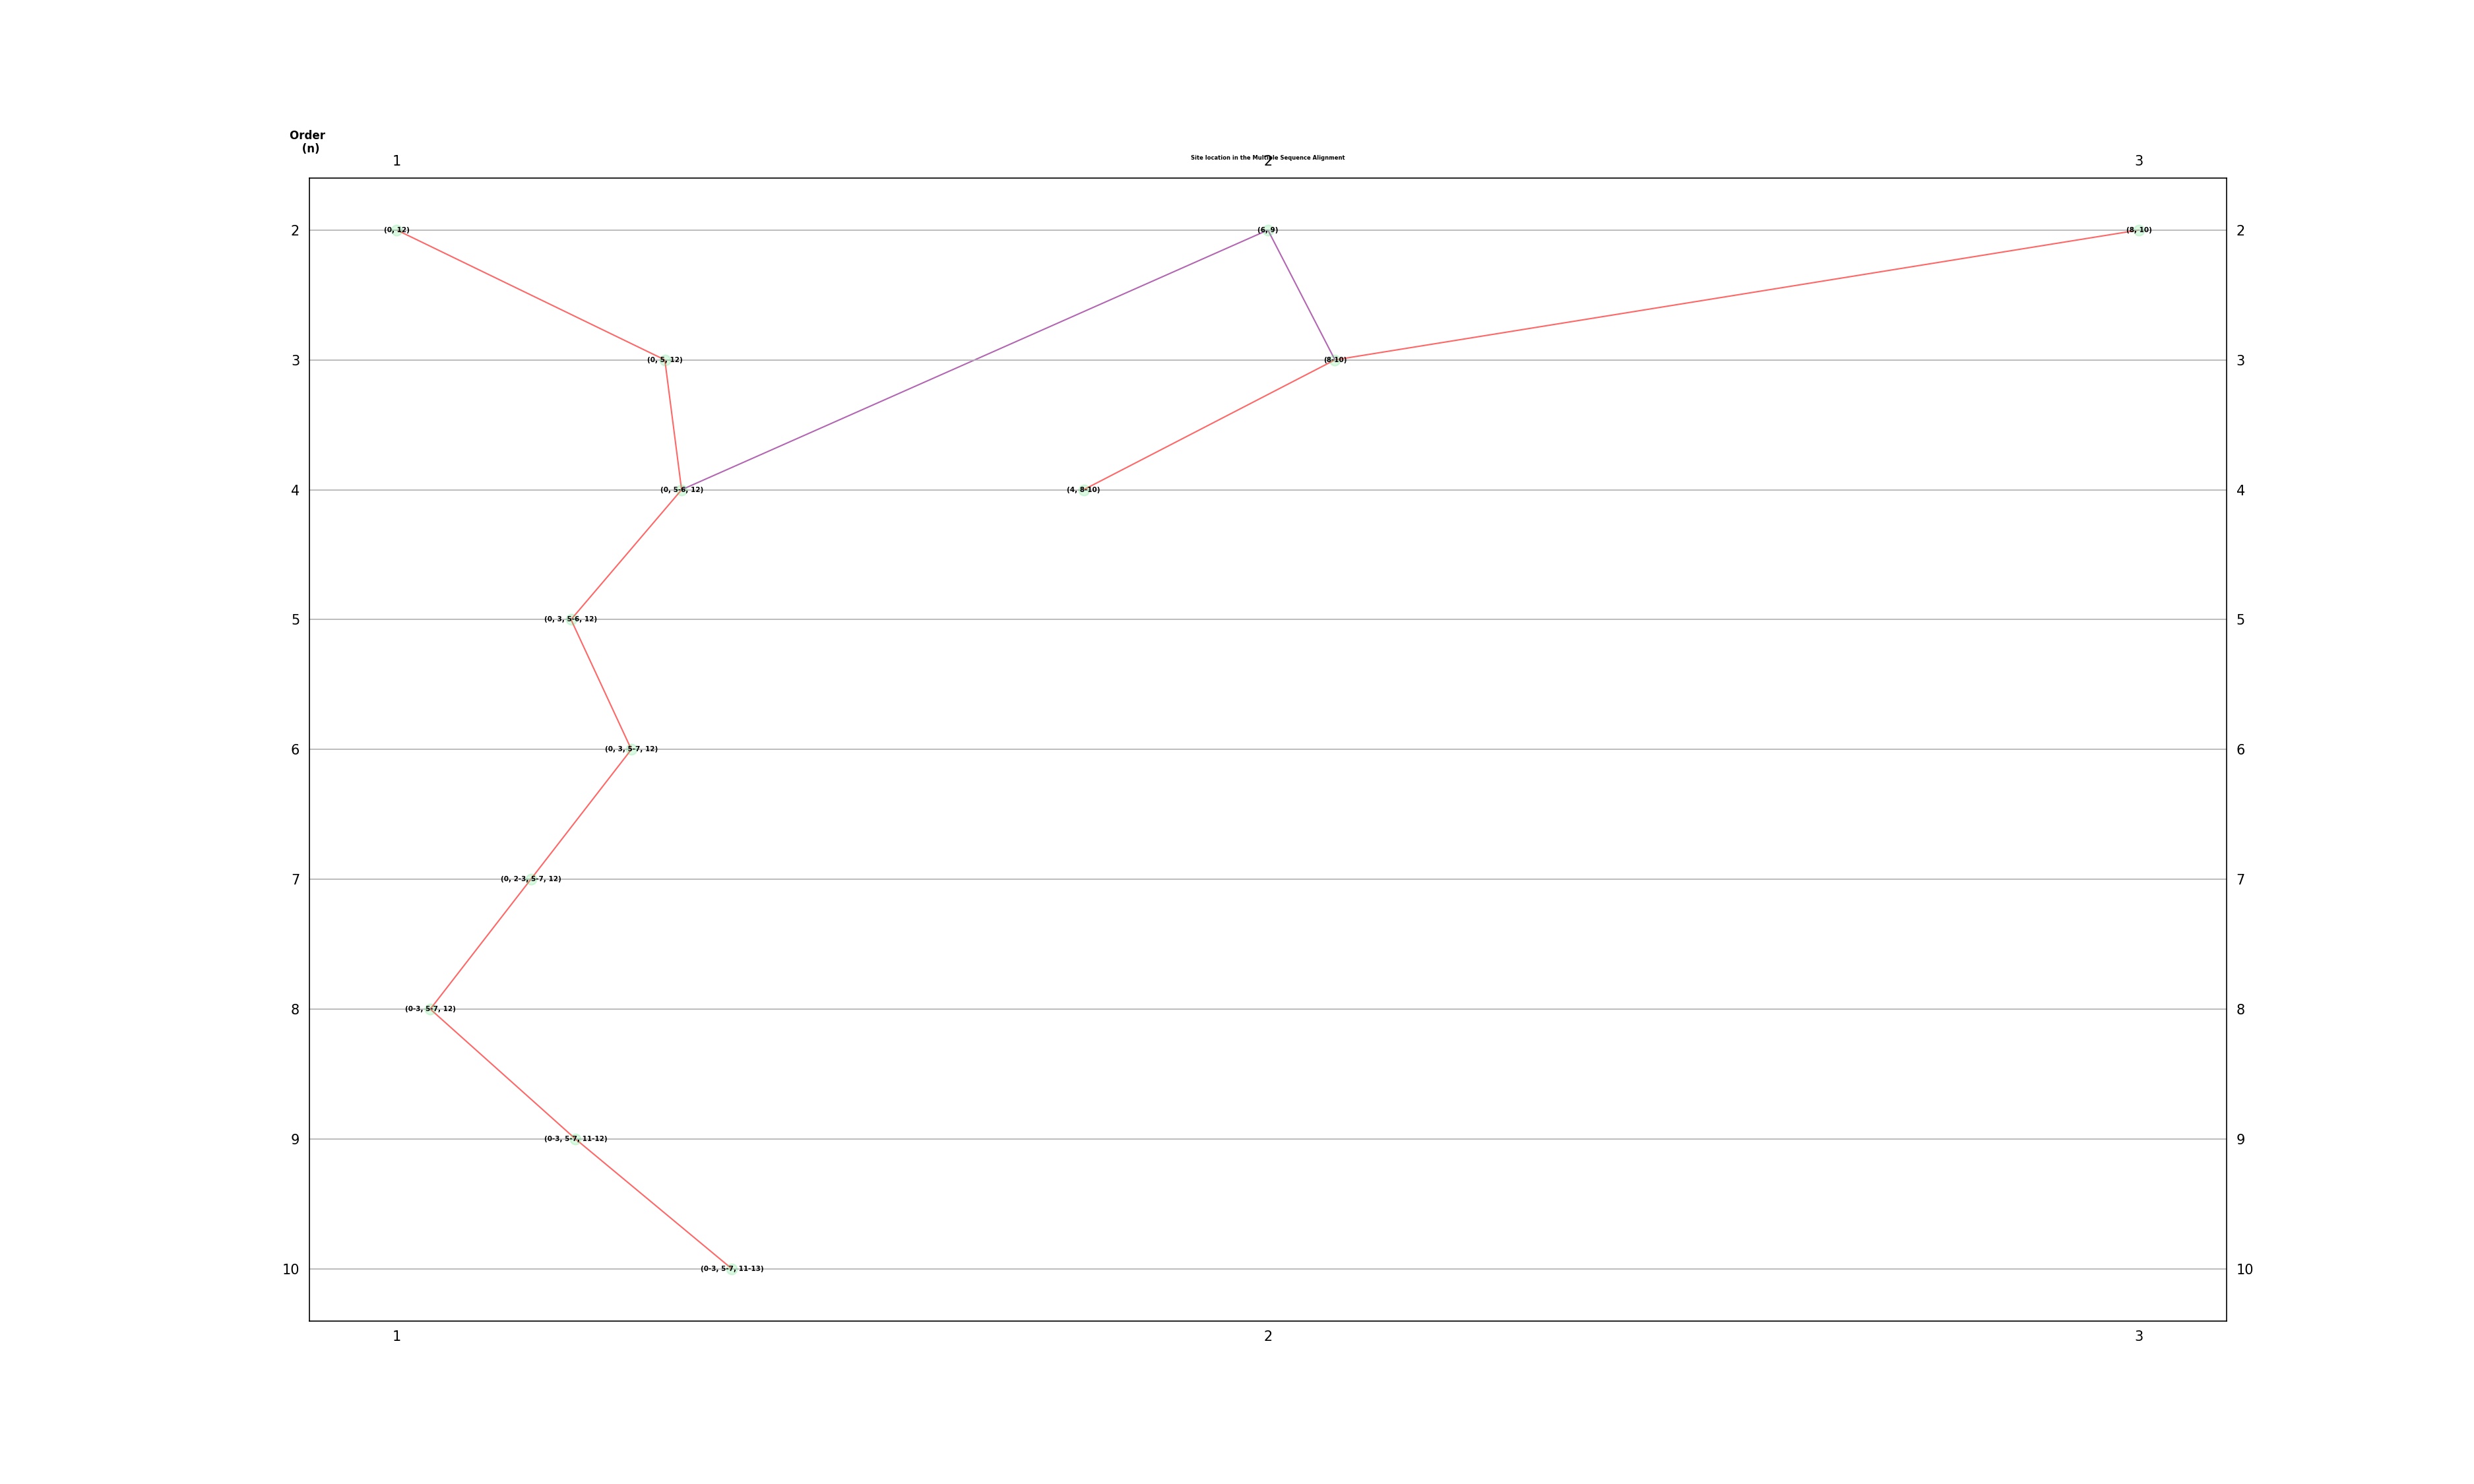 Order
(n)
1
Site location in the Multiple Sequence Alignment
2
3
2
(0, 12)
(6, 9)
(8, 10)
2
3
(0, 5, 12)
(8-10)
3
4
(0, 5-6, 12)
(4, 8-10)
4
5
(0, 3, 5-6, 12)
5
6
(0, 3, 5-7, 12)
6
7
(0, 2-3, 5-7, 12)
7
8
(0-3, 5-7, 12)
8
9
(0-3, 5-7, 11-12)
9
10
(0-3, 5-7, 11-13)
10
1
2
3